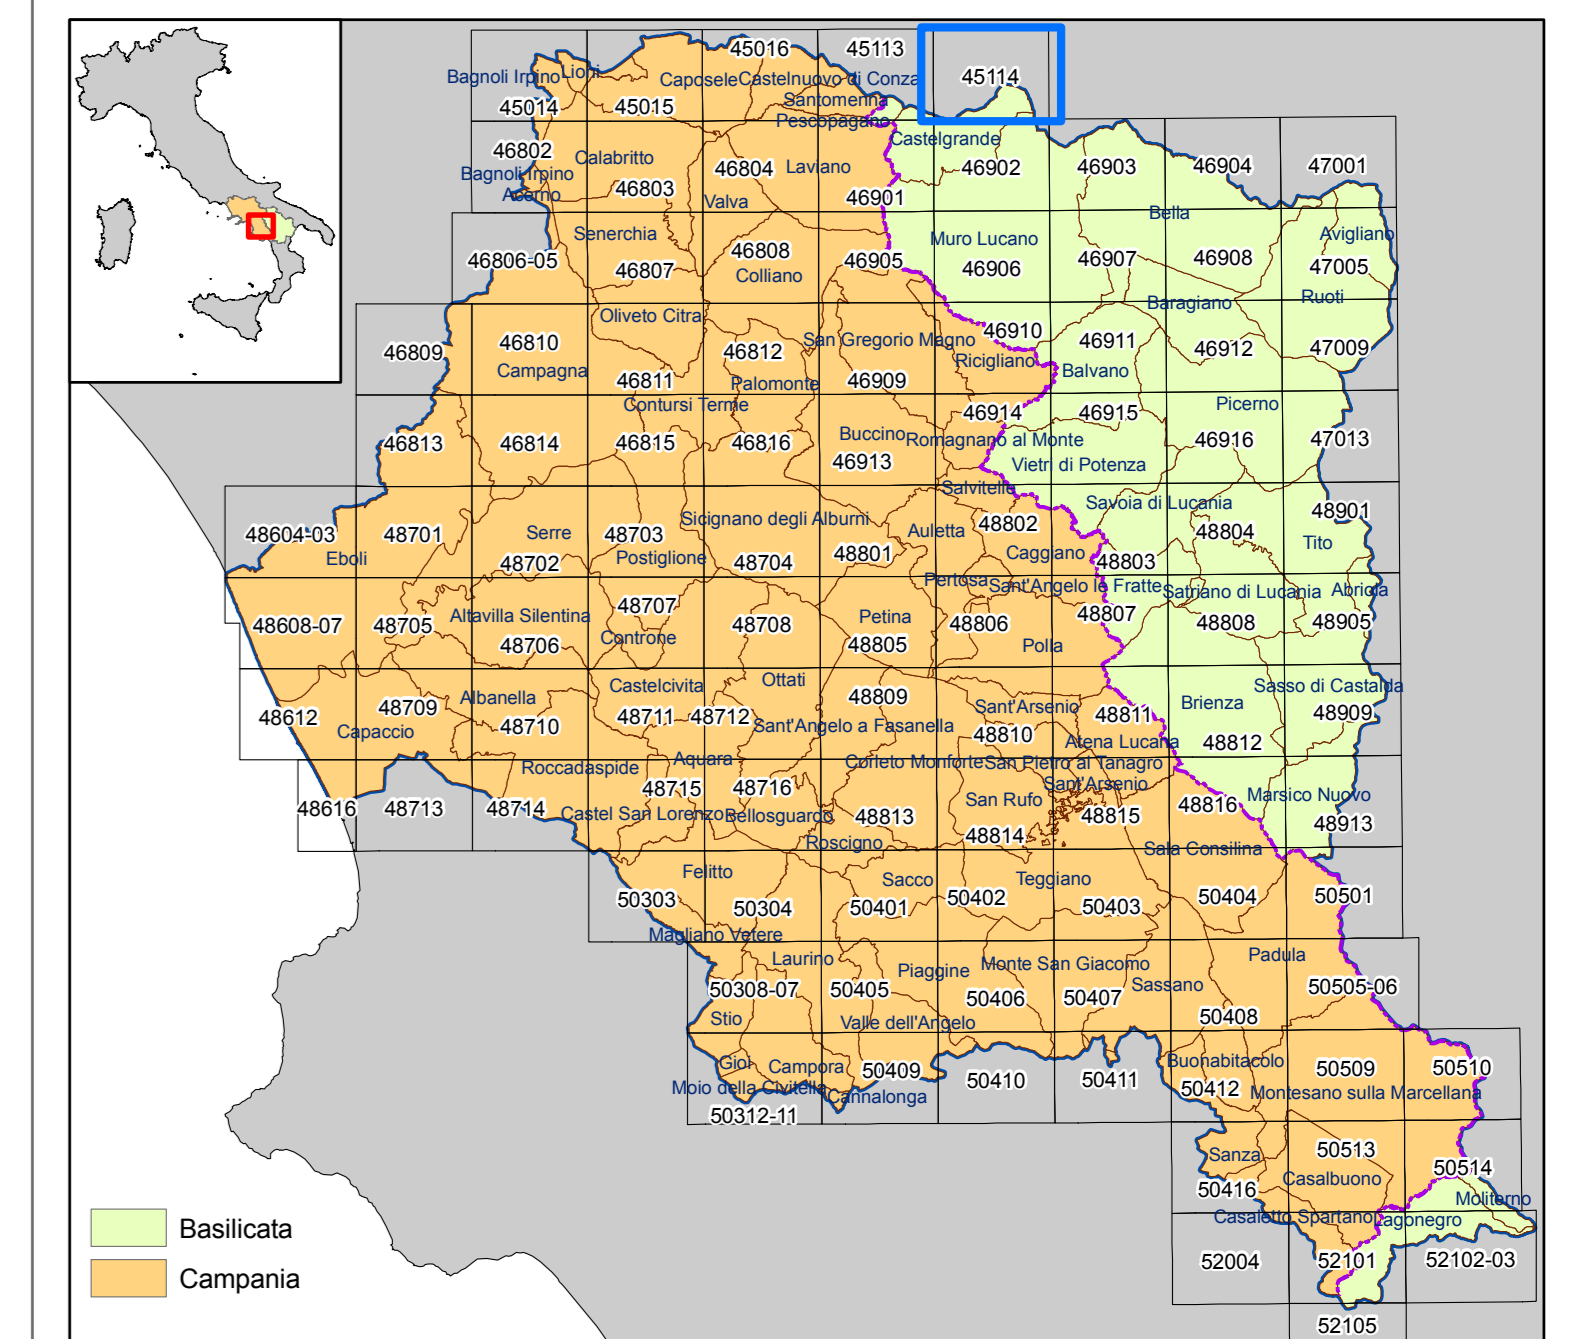 45016
45113
45114
Bagnoli Irpino
Lioni
Caposele
Castelnuovo di Conza
45014
45015
Santomenna
Pescopagano
Castelgrande
46802
Calabritto
46804
Laviano
46902
46903
46904
47001
Bagnoli Irpino
46803
Acerno
Valva
46901
Bella
Senerchia
Muro Lucano
Avigliano
46806-05
46807
46808
Colliano
46905
46906
46907
46908
47005
Baragiano
Ruoti
Oliveto Citra
46809
46810
46812
San Gregorio Magno
46910
46911
46912
47009
Campagna
46811
Palomonte
46909
Ricigliano
Balvano
Contursi Terme
46914
46915
Picerno
46813
46814
46815
46816
Buccino
Romagnano al Monte
46916
47013
46913
Vietri di Potenza
Salvitelle
Savoia di Lucania
48901
48604-03
48701
Serre
48703
Sicignano degli Alburni
Auletta
48802
48804
Tito
Eboli
48702
Postiglione
48704
48801
Caggiano
48803
Pertosa
Sant'Angelo le Fratte
Satriano di Lucania
Abriola
48608-07
48705
Altavilla Silentina
48707
48708
Petina
48806
48807
48808
48905
48706
Controne
48805
Polla
Ottati
Castelcivita
Albanella
Sasso di Castalda
48612
48709
48710
48711
48712
48809
Sant'Arsenio
48811
Brienza
48909
Capaccio
Sant'Angelo a Fasanella
48810
Atena Lucana
48812
Roccadaspide
Aquara
Corleto Monforte
San Pietro al Tanagro
48715
48716
Sant'Arsenio
48616
48713
48714
Castel San Lorenzo
Bellosguardo
48813
San Rufo
48815
48816
Marsico Nuovo
48913
Roscigno
48814
Sala Consilina
Felitto
Sacco
Teggiano
50303
50304
50401
50402
50403
50404
50501
Magliano Vetere
Laurino
Piaggine
Monte San Giacomo
Padula
50308-07
50405
50406
50407
Sassano
50505-06
Stio
Valle dell'Angelo
50408
Gioi
Campora
50409
50410
50411
Buonabitacolo
50509
50510
Moio della Civitella
Cannalonga
50412
Montesano sulla Marcellana
50312-11
Sanza
50513
50514
50416
Casalbuono
Moliterno
Casaletto Spartano
Lagonegro
52004
52101
52102-03
52105
Basilicata
Campania